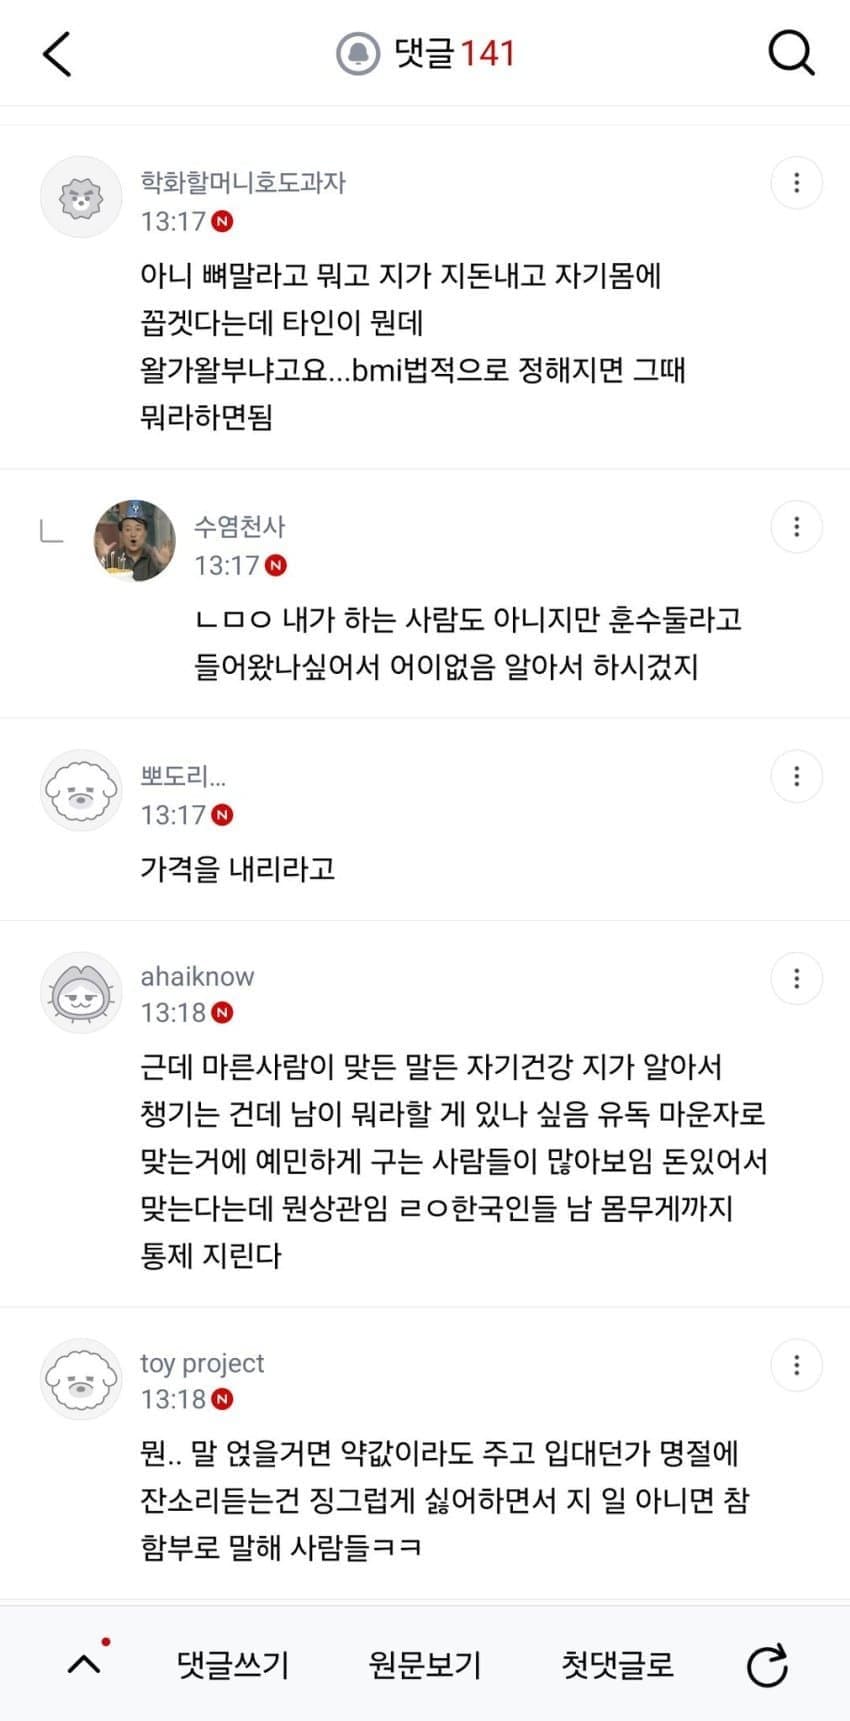 댓글 141
학화할머니호도과자
13:17 N
아니 뼈말라고 뭐고 지가 지돈내고 자기몸에
꼽겟다는데 타인이 뭔데
왈가왈부냐고요...bmi법적으로 정해지면 그때
뭐라하면됨
수염천사
13:17 N
ㄴㅁㅇ 내가 하는 사람도 아니지만 훈수둘라고
들어왔나싶어서 어이없음 알아서 하시겄지
뽀도리...
13:17 N
가격을 내리라고
ahaiknow
13:18 N
근데 마른사람이 맞든 말든 자기건강 지가 알아서
챙기는 건데 남이 뭐라할 게 있나 싶음 유독 마운자로
맞는거에 예민하게 구는 사람들이 많아보임 돈있어서
맞는다는데 뭔상관임 ㄹㅇ한국인들 남 몸무게까지
통제 지린다
toy project
13:18 N
뭔.. 말 얹을거면 약값이라도 주고 입대던가 명절에
잔소리듣는건 징그럽게 싫어하면서 지 일 아니면 참
함부로 말해 사람들ㅋㅋ
댓글쓰기 원문보기 첫댓글로